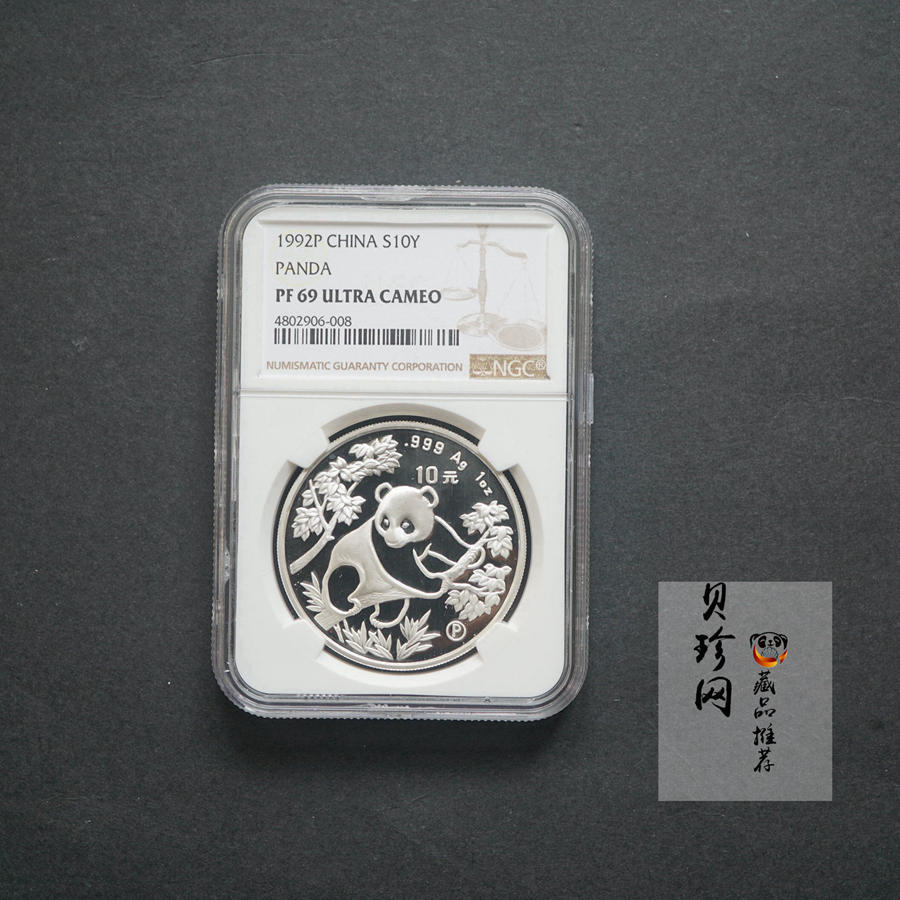 1992P CHINA S10Y
PANDA
PF 69 ULTRA CAMEO
4802906-008
NUMISMATIC GUARANTY CORPORATION
NGC®
.999 Ag 1oz
10元
P
贝珍网
藏品推荐